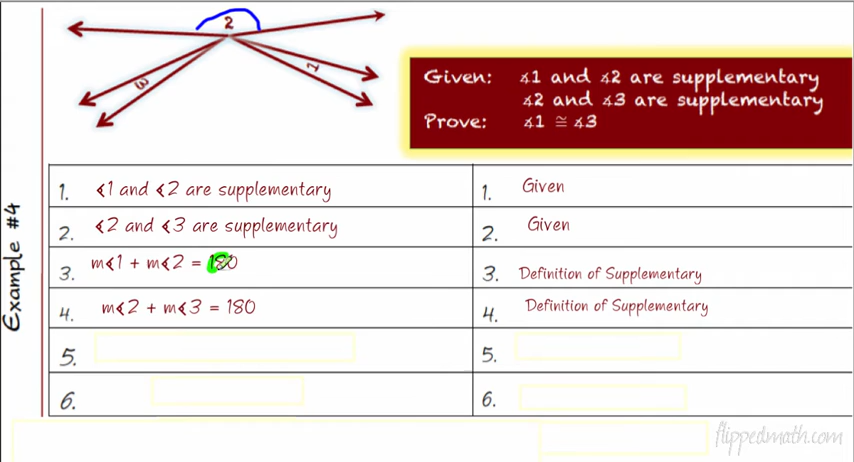 2
1
3
Given: ∡1 and ∡2 are supplementary
∡2 and ∡3 are supplementary
Prove: ∡1 ≅ ∡3
Example #4
1. ∢1 and ∢2 are supplementary 1. Given
2. ∢2 and ∢3 are supplementary 2. Given
3. m∢1 + m∢2 = 180 3. Definition of Supplementary
4. m∢2 + m∢3 = 180 4. Definition of Supplementary
5. 5.
6. 6.
flippedmath.com